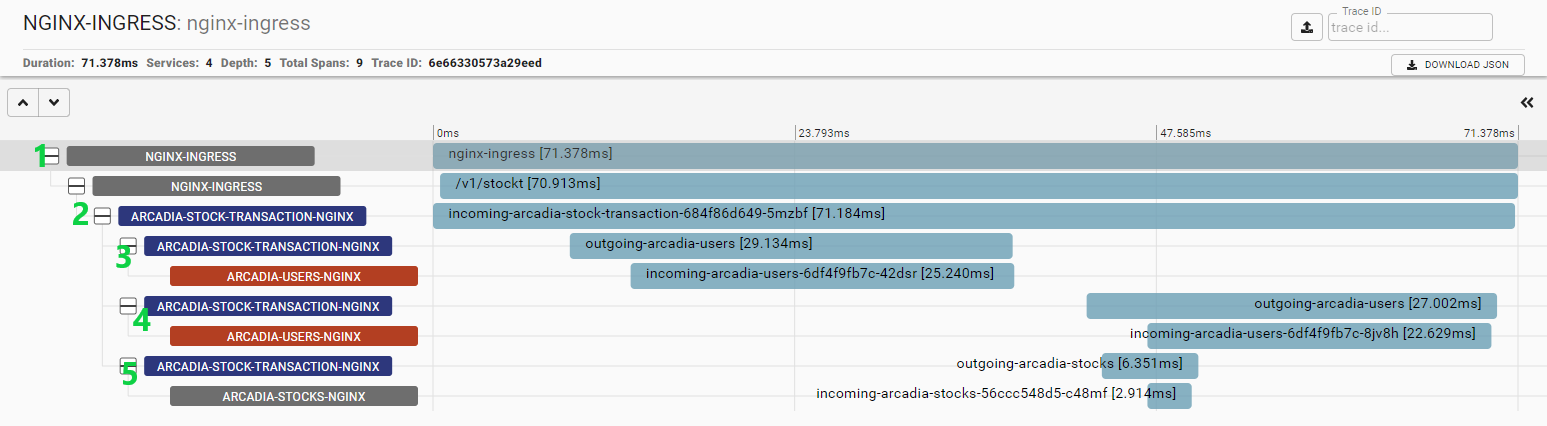 NGINX-INGRESS: nginx-ingress
Trace ID
trace id...
Duration: 71.378ms Services: 4 Depth: 5 Total Spans: 9 Trace ID: 6e66330573a29eed
DOWNLOAD JSON
0ms 23.793ms 47.585ms 71.378ms
1 NGINX-INGRESS nginx-ingress [71.378ms]
NGINX-INGRESS /v1/stockt [70.913ms]
2 ARCADIA-STOCK-TRANSACTION-NGINX incoming-arcadia-stock-transaction-684f86d649-5mzbf [71.184ms]
3 ARCADIA-STOCK-TRANSACTION-NGINX outgoing-arcadia-users [29.134ms]
ARCADIA-USERS-NGINX incoming-arcadia-users-6df4f9fb7c-42dsr [25.240ms]
4 ARCADIA-STOCK-TRANSACTION-NGINX outgoing-arcadia-users [27.002ms]
ARCADIA-USERS-NGINX incoming-arcadia-users-6df4f9fb7c-8jv8h [22.629ms]
5 ARCADIA-STOCK-TRANSACTION-NGINX outgoing-arcadia-stocks [6.351ms]
ARCADIA-STOCKS-NGINX incoming-arcadia-stocks-56ccc548d5-c48mf [2.914ms]